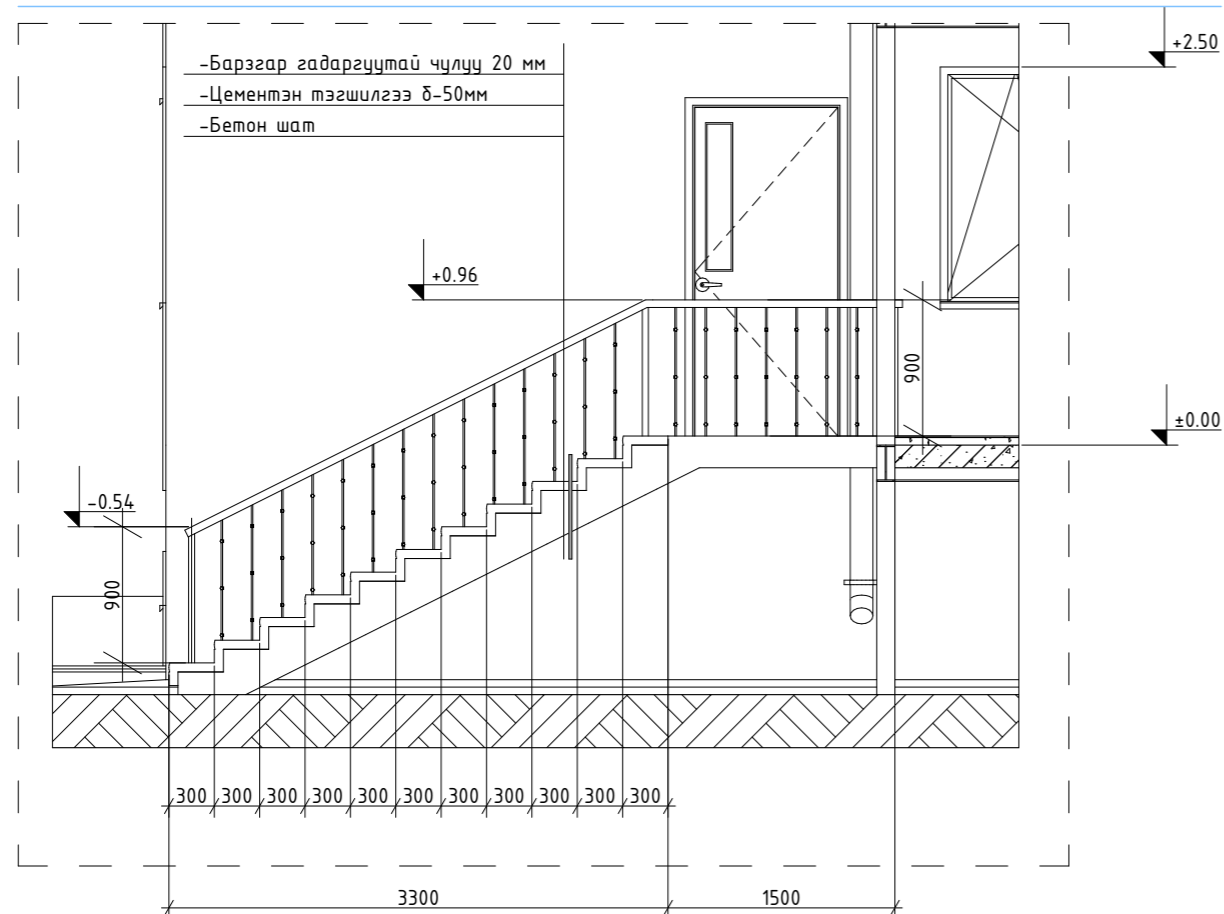 +2.50
-Барзгар гадаргуутай чулуу 20 мм
-Цементэн тэгшилгээ δ-50мм
-Бетон шат
+0.96
900
±0.00
-0.54
900
300 300 300 300 300 300 300 300 300 300 300
3300 1500